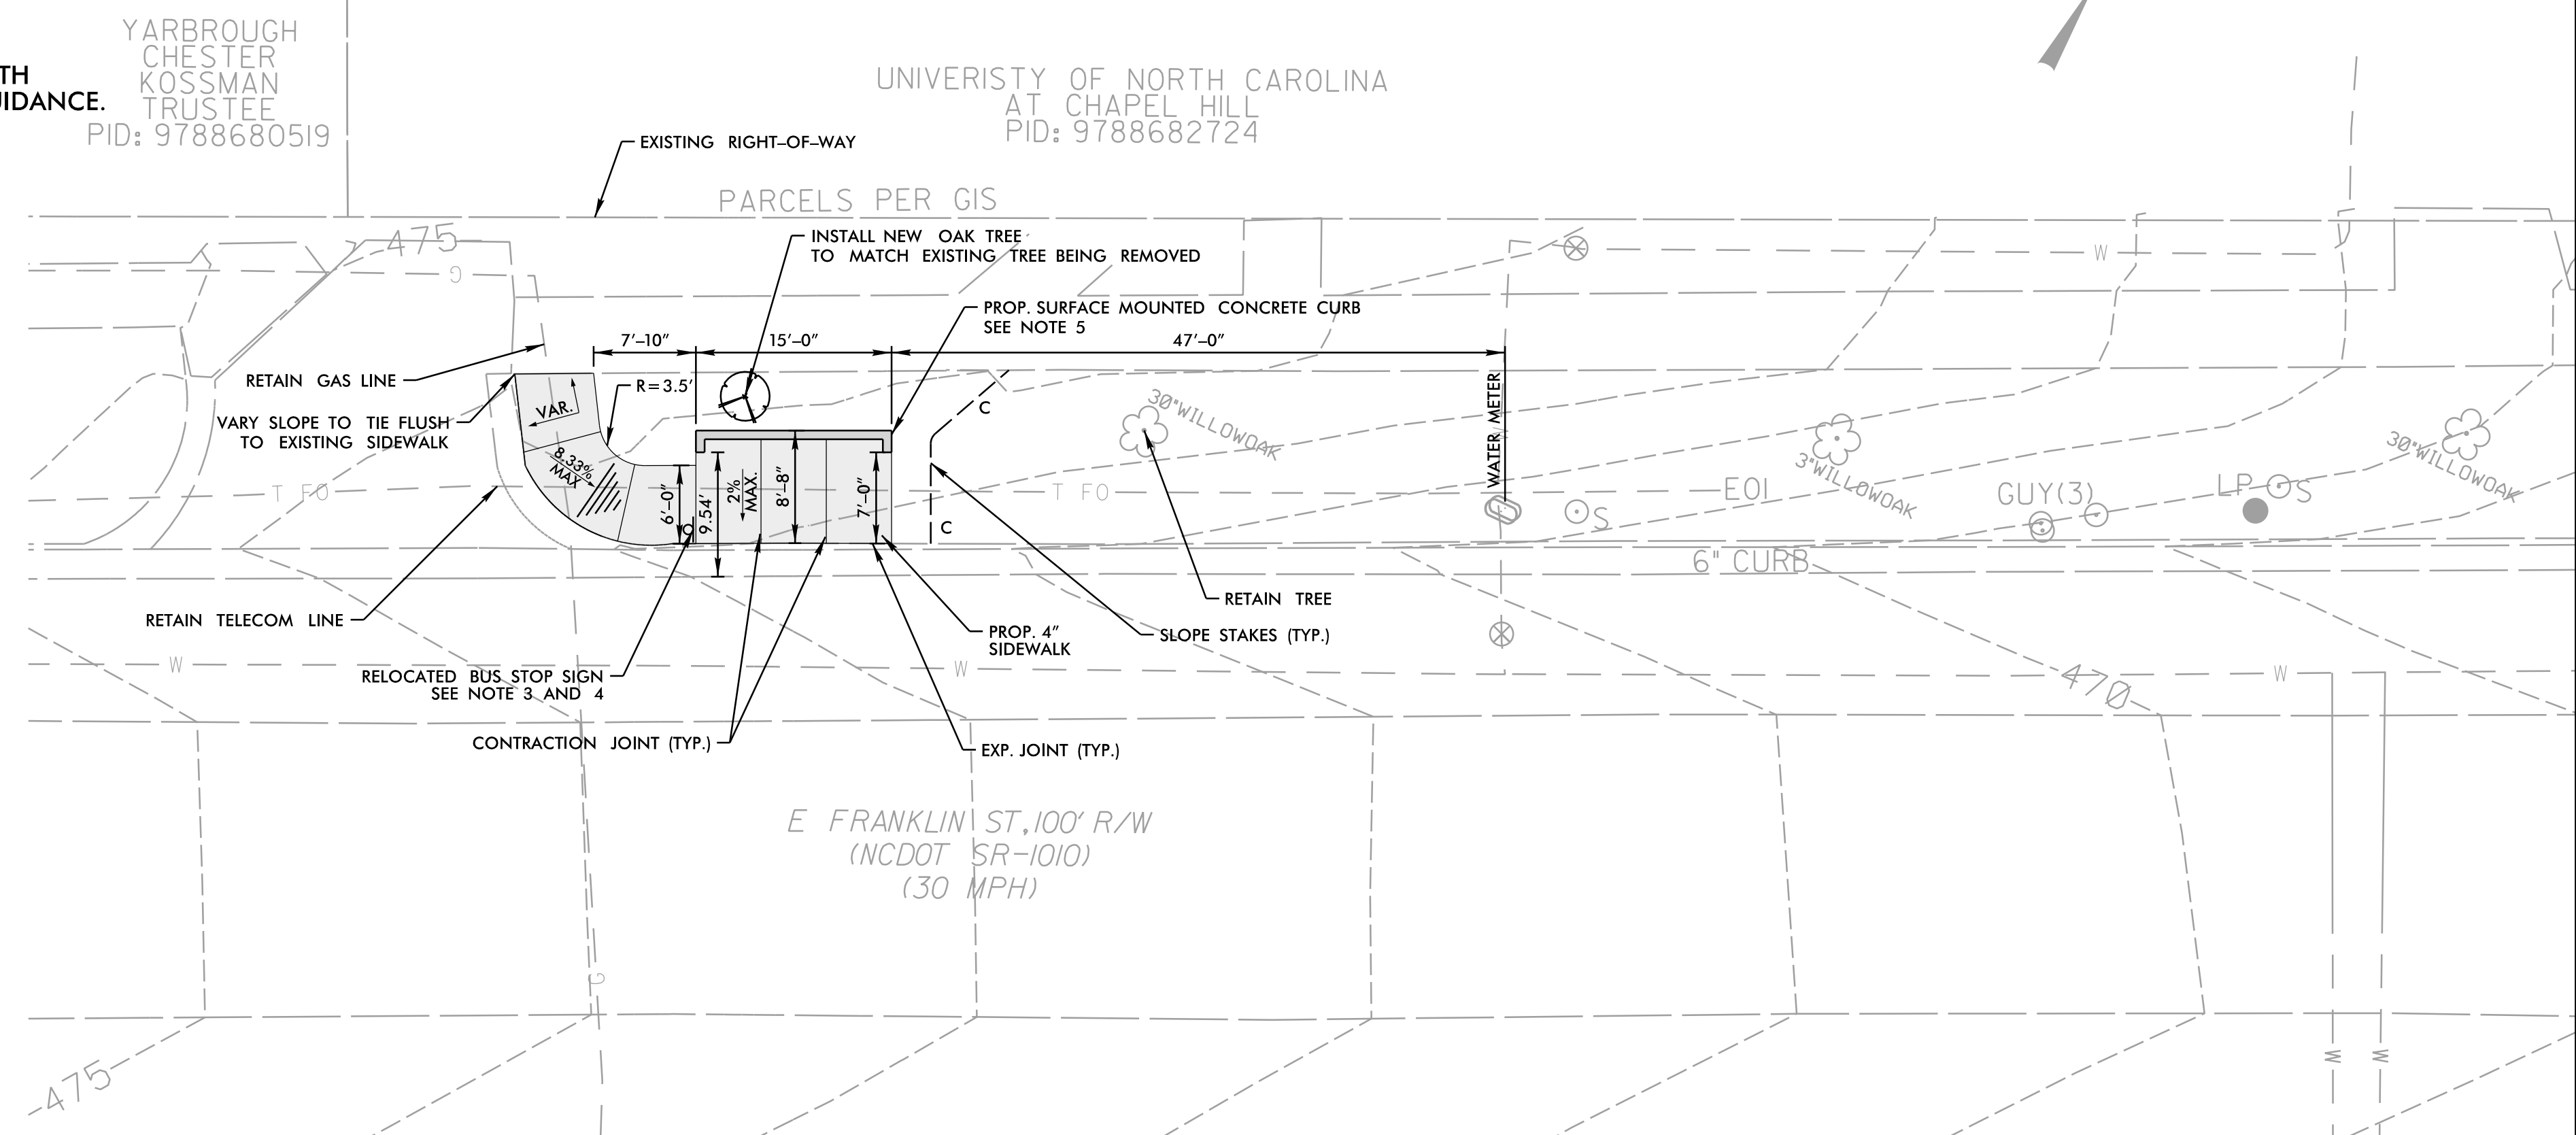 YARBROUGH
CHESTER
KOSSMAN
TRUSTEE
PID: 9788680519
TH
IDANCE.
UNIVERISTY OF NORTH CAROLINA
AT CHAPEL HILL
PID: 9788682724
EXISTING RIGHT-OF-WAY
PARCELS PER GIS
475
G
INSTALL NEW OAK TREE
TO MATCH EXISTING TREE BEING REMOVED
W
PROP. SURFACE MOUNTED CONCRETE CURB
SEE NOTE 5
7'-10"
15'-0"
47'-0"
RETAIN GAS LINE
R=3.5'
VAR.
VARY SLOPE TO TIE FLUSH
TO EXISTING SIDEWALK
C
30"WILLOWOAK
WATER METER
3"WILLOWOAK
30"WILLOWOAK
8.33%
MAX
T FO
6'-0"
9.54'
2%
MAX.
8'-8"
7'-0"
C
T FO
EOI
S
GUY(3)
LP
S
6" CURB
RETAIN TELECOM LINE
RETAIN TREE
PROP. 4"
SIDEWALK
SLOPE STAKES (TYP.)
W
W
W
470
RELOCATED BUS STOP SIGN
SEE NOTE 3 AND 4
CONTRACTION JOINT (TYP.)
EXP. JOINT (TYP.)
E FRANKLIN ST, 100' R/W
(NCDOT SR-1010)
(30 MPH)
G
475
W
W